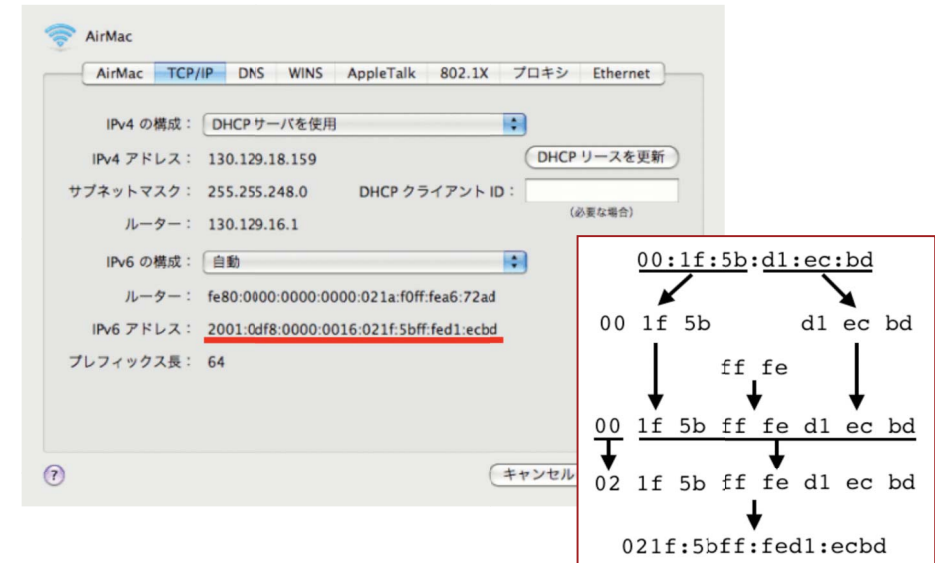 AirMac
AirMac TCP/IP DNS WINS AppleTalk 802.1X プロキシ Ethernet
IPv4 の構成： DHCP サーバを使用
IPv4 アドレス： 130.129.18.159 DHCP リースを更新
サブネットマスク： 255.255.248.0 DHCP クライアント ID：
(必要な場合)
ルーター： 130.129.16.1
IPv6 の構成： 自動
ルーター： fe80:0000:0000:0000:021a:f0ff:fea6:72ad
IPv6 アドレス： 2001:0df8:0000:0016:021f:5bff:fed1:ecbd
プレフィックス長： 64
?
キャンセル
00:1f:5b:d1:ec:bd
00 1f 5b d1 ec bd
ff fe
00 1f 5b ff fe d1 ec bd
02 1f 5b ff fe d1 ec bd
021f:5bff:fed1:ecbd